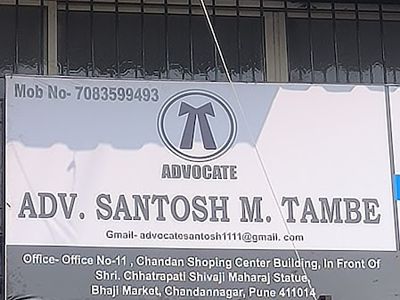 Mob No- 7083599493
ADVOCATE
ADV. SANTOSH M. TAMBE
Gmail- advocatesantosh1111@gmail. com
Office- Office No-11 , Chandan Shoping Center Building, In Front Of
Shri. Chhatrapati Shivaji Maharaj Statue
Bhaji Market, Chandannagar, Pune 411014